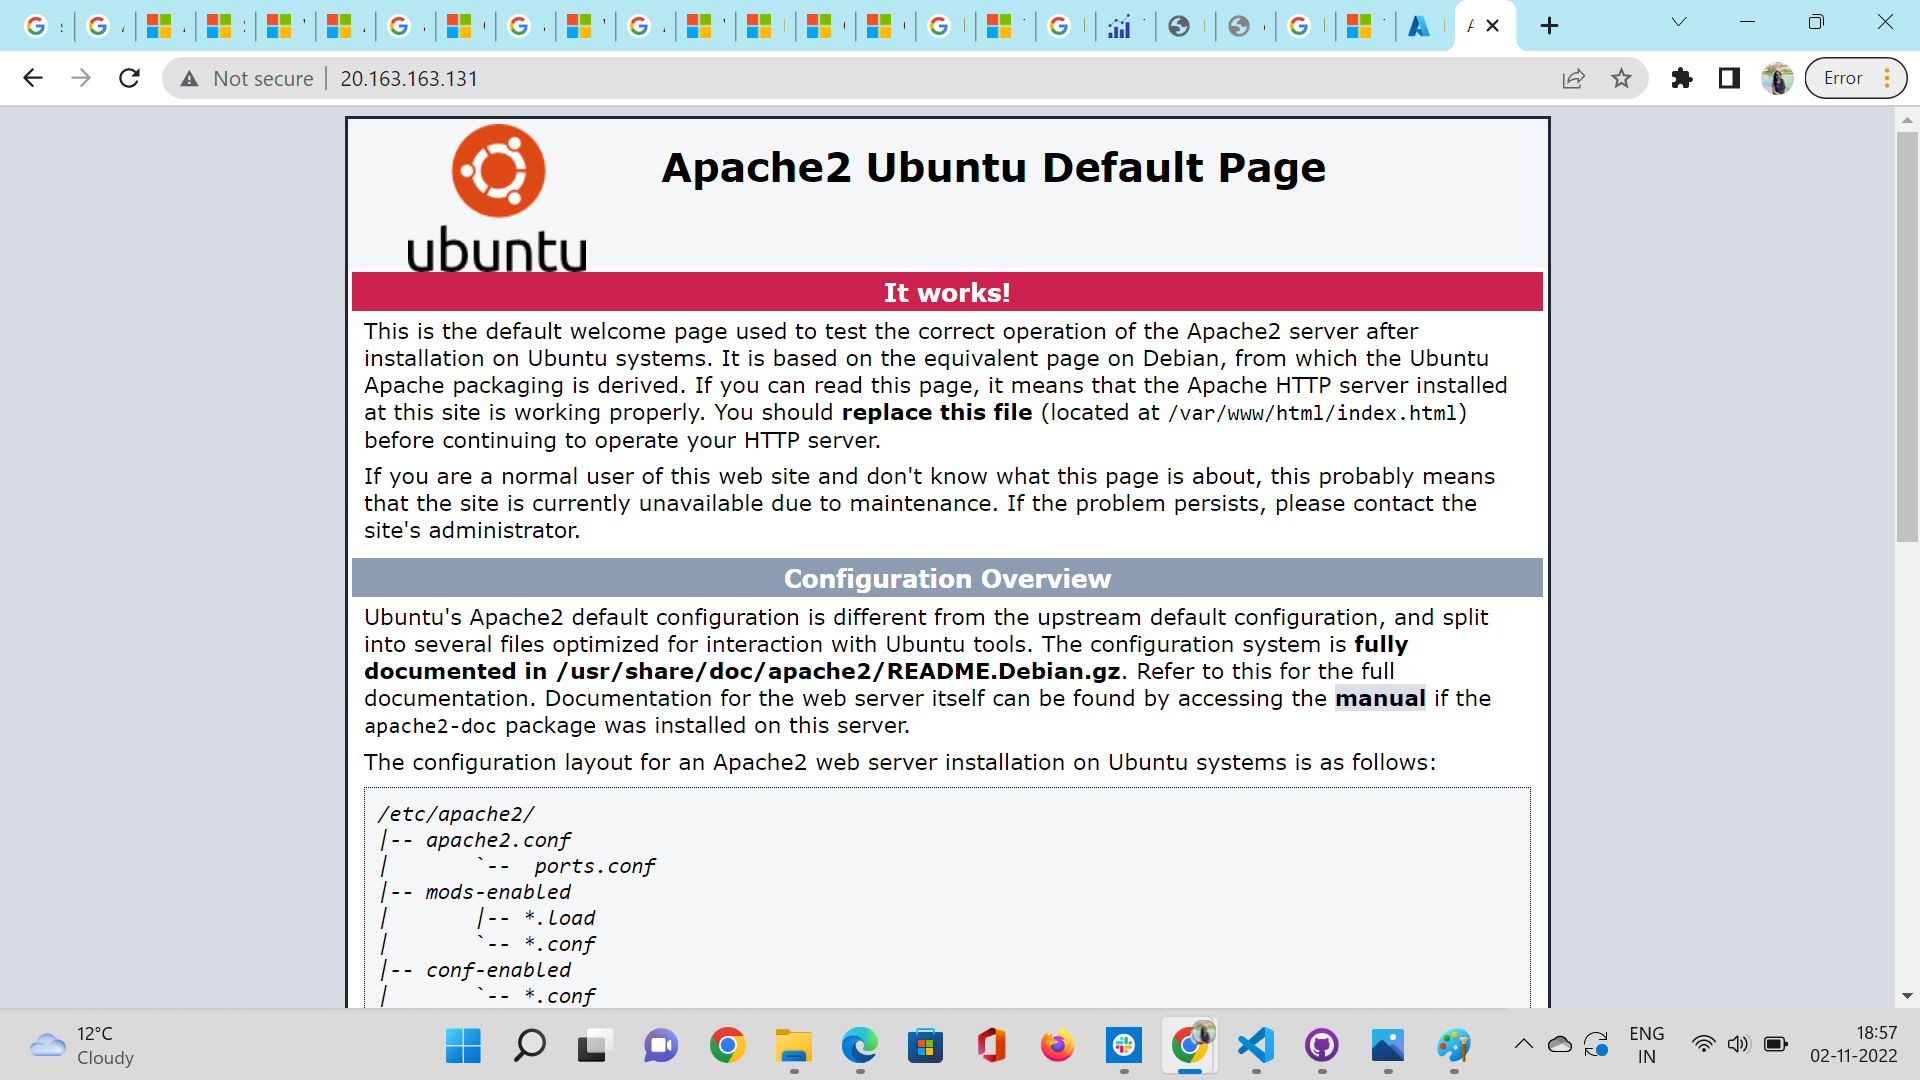 Not secure
20.163.163.131
Error
ubuntu
Apache2 Ubuntu Default Page
It works!
This is the default welcome page used to test the correct operation of the Apache2 server after
installation on Ubuntu systems. It is based on the equivalent page on Debian, from which the Ubuntu
Apache packaging is derived. If you can read this page, it means that the Apache HTTP server installed
at this site is working properly. You should replace this file (located at /var/www/html/index.html)
before continuing to operate your HTTP server.
If you are a normal user of this web site and don't know what this page is about, this probably means
that the site is currently unavailable due to maintenance. If the problem persists, please contact the
site's administrator.
Configuration Overview
Ubuntu's Apache2 default configuration is different from the upstream default configuration, and split
into several files optimized for interaction with Ubuntu tools. The configuration system is fully
documented in /usr/share/doc/apache2/README.Debian.gz. Refer to this for the full
documentation. Documentation for the web server itself can be found by accessing the manual if the
apache2-doc package was installed on this server.
The configuration layout for an Apache2 web server installation on Ubuntu systems is as follows:
/etc/apache2/
|-- apache2.conf
|       `--  ports.conf
|-- mods-enabled
|       |-- *.load
|       `-- *.conf
|-- conf-enabled
|       `-- *.conf
12°C
Cloudy
ENG
IN
18:57
02-11-2022